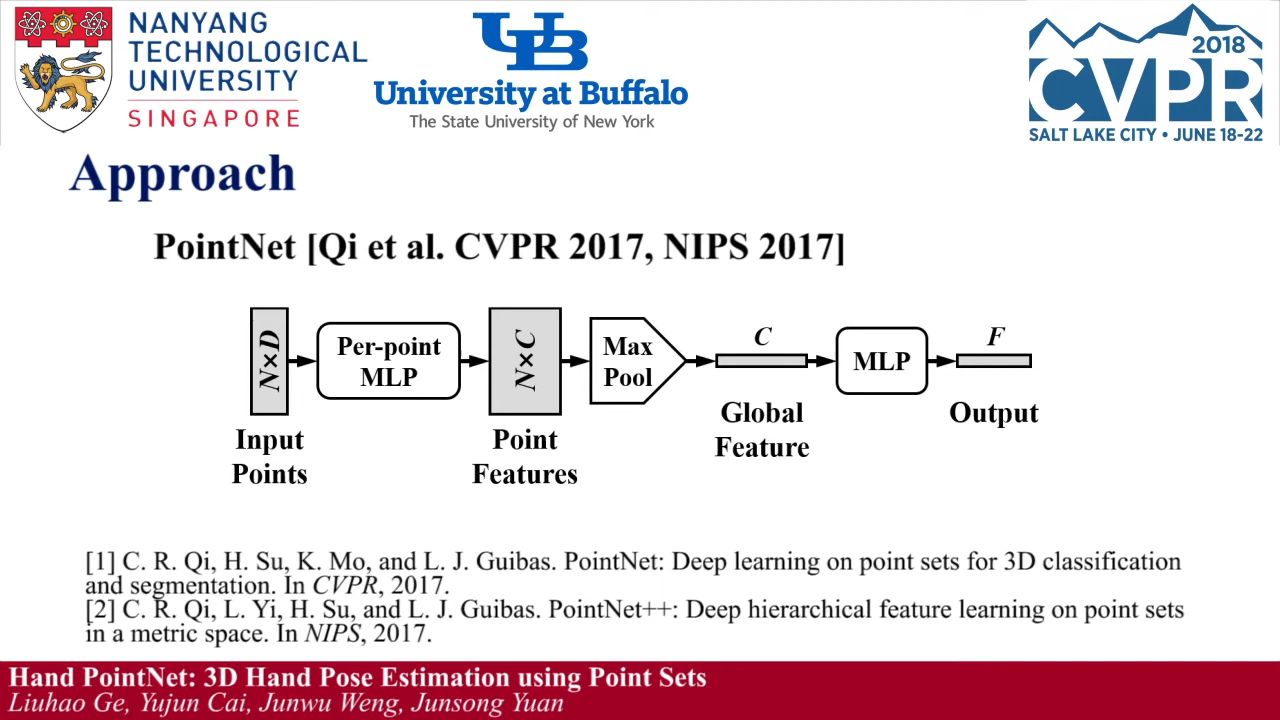 NANYANG
TECHNOLOGICAL
UNIVERSITY
SINGAPORE
UB
University at Buffalo
The State University of New York
2018
CVPR
SALT LAKE CITY • JUNE 18-22
Approach
PointNet [Qi et al. CVPR 2017, NIPS 2017]
N×D
Per-point
MLP
N×C
Max
Pool
C
MLP
F
Input
Points
Point
Features
Global
Feature
Output
[1] C. R. Qi, H. Su, K. Mo, and L. J. Guibas. PointNet: Deep learning on point sets for 3D classification
and segmentation. In CVPR, 2017.
[2] C. R. Qi, L. Yi, H. Su, and L. J. Guibas. PointNet++: Deep hierarchical feature learning on point sets
in a metric space. In NIPS, 2017.
Hand PointNet: 3D Hand Pose Estimation using Point Sets
Liuhao Ge, Yujun Cai, Junwu Weng, Junsong Yuan